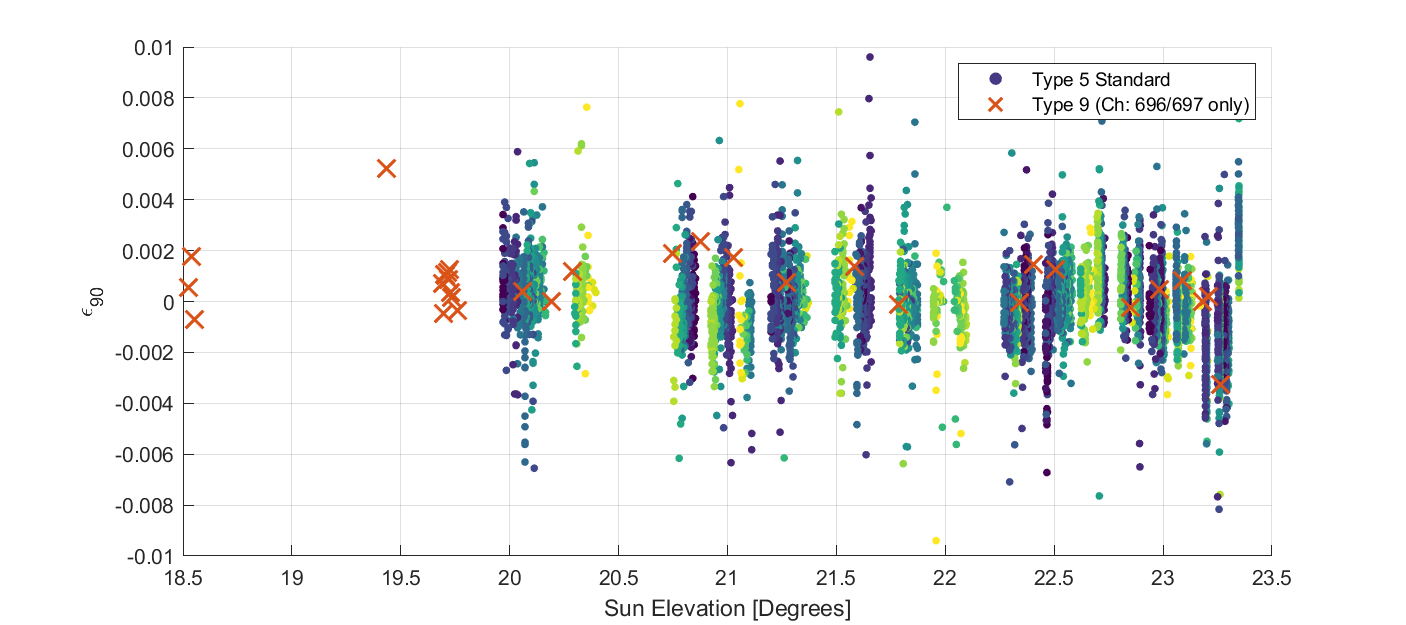 0.01
0.008
0.006
0.004
0.002
0
-0.002
-0.004
-0.006
-0.008
-0.01
ϵ90
Type 5 Standard
Type 9 (Ch: 696/697 only)
18.5 19 19.5 20 20.5 21 21.5 22 22.5 23 23.5
Sun Elevation [Degrees]